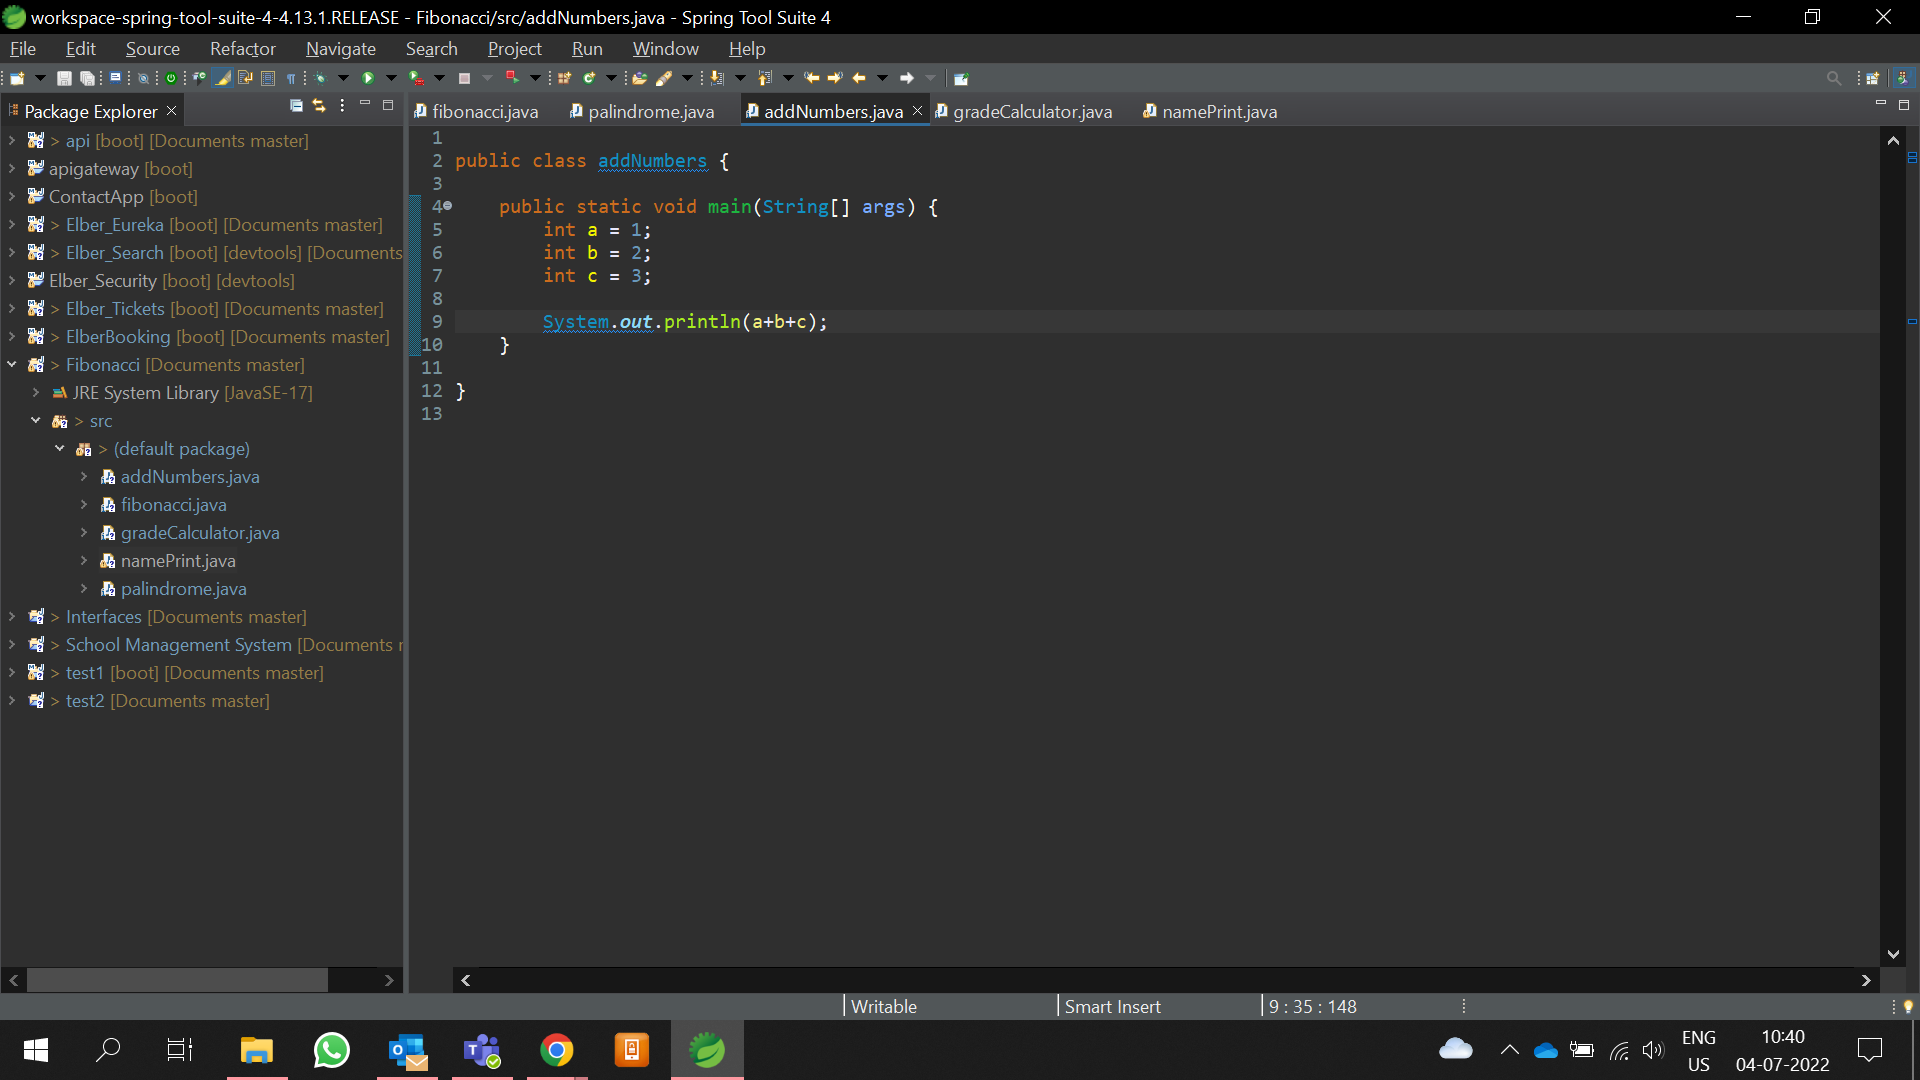 workspace-spring-tool-suite-4-4.13.1.RELEASE - Fibonacci/src/addNumbers.java - Spring Tool Suite 4
File Edit Source Refactor Navigate Search Project Run Window Help
Package Explorer
> api [boot] [Documents master]
apigateway [boot]
ContactApp [boot]
> Elber_Eureka [boot] [Documents master]
> Elber_Search [boot] [devtools] [Documents
Elber_Security [boot] [devtools]
> Elber_Tickets [boot] [Documents master]
> ElberBooking [boot] [Documents master]
> Fibonacci [Documents master]
JRE System Library [JavaSE-17]
> src
> (default package)
addNumbers.java
fibonacci.java
gradeCalculator.java
namePrint.java
palindrome.java
> Interfaces [Documents master]
> School Management System [Documents
> test1 [boot] [Documents master]
> test2 [Documents master]
fibonacci.java palindrome.java addNumbers.java gradeCalculator.java namePrint.java
1
2 public class addNumbers {
3
4 public static void main(String[] args) {
5 int a = 1;
6 int b = 2;
7 int c = 3;
8
9 System.out.println(a+b+c);
10 }
11
12 }
13
Writable Smart Insert 9 : 35 : 148
ENG
US
10:40
04-07-2022